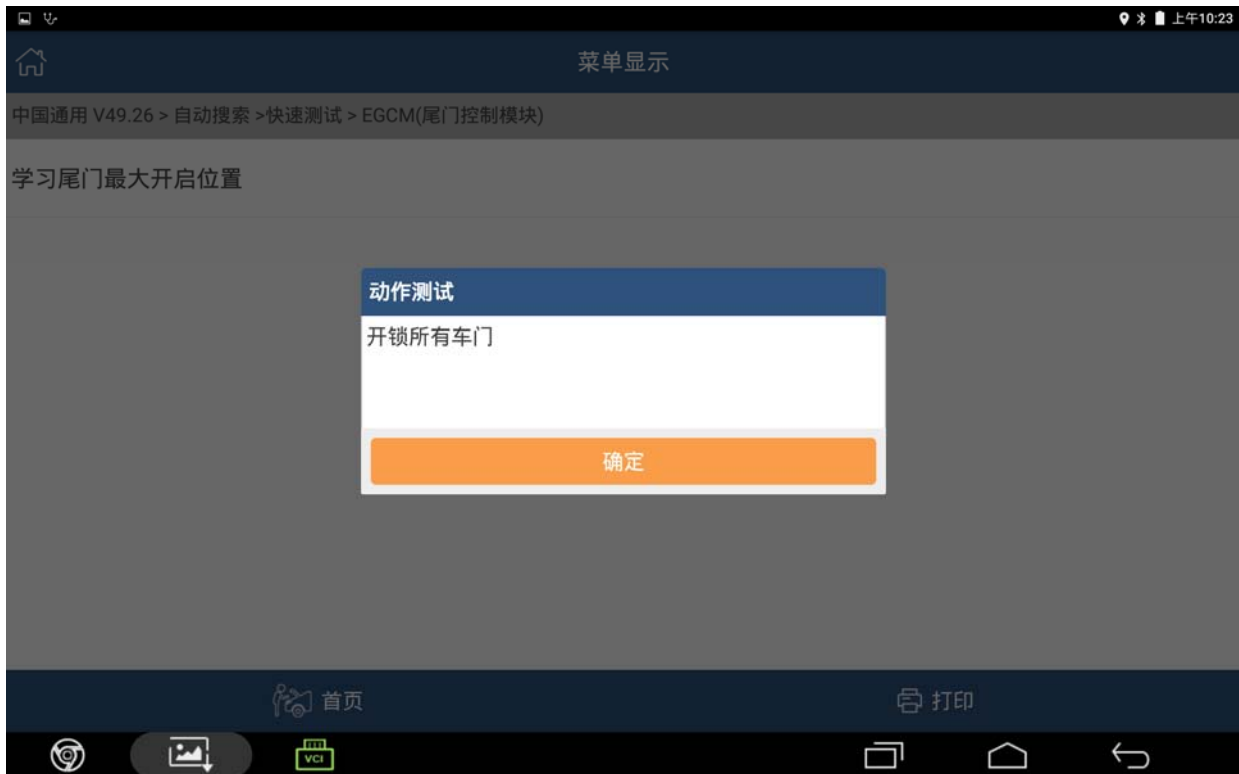 上午10:23
菜单显示
中国通用 V49.26 > 自动搜索 >快速测试 > EGCM(尾门控制模块)
学习尾门最大开启位置
动作测试
开锁所有车门
确定
首页
打印
VCI